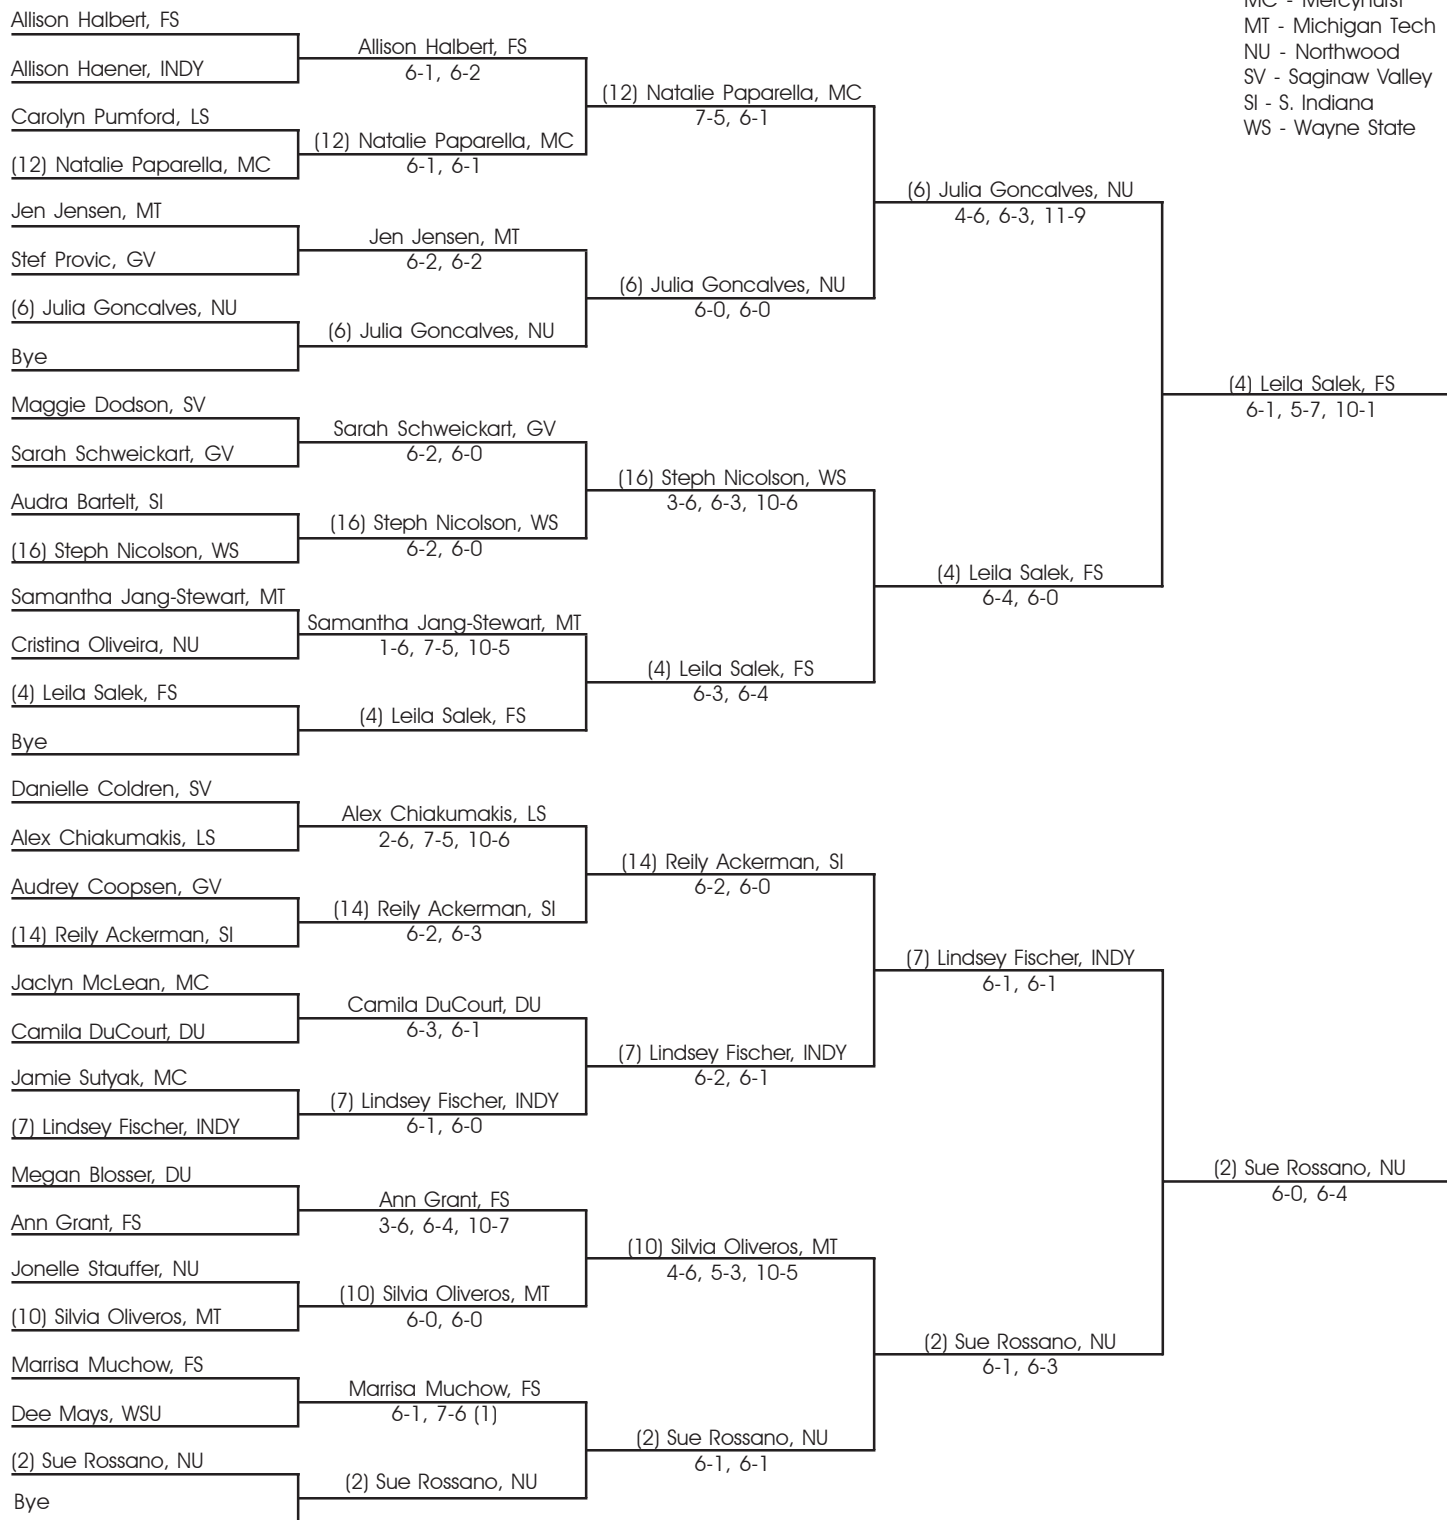 Allison Halbert, FS
Allison Haener, INDY
Carolyn Pumford, LS
(12) Natalie Paparella, MC
Jen Jensen, MT
Stef Provic, GV
(6) Julia Goncalves, NU
Bye
Maggie Dodson, SV
Sarah Schweickart, GV
Audra Bartelt, SI
(16) Steph Nicolson, WS
Samantha Jang-Stewart, MT
Cristina Oliveira, NU
(4) Leila Salek, FS
Bye
Danielle Coldren, SV
Alex Chiakumakis, LS
Audrey Coopsen, GV
(14) Reily Ackerman, SI
Jaclyn McLean, MC
Camila DuCourt, DU
Jamie Sutyak, MC
(7) Lindsey Fischer, INDY
Megan Blosser, DU
Ann Grant, FS
Jonelle Stauffer, NU
(10) Silvia Oliveros, MT
Marrisa Muchow, FS
Dee Mays, WSU
(2) Sue Rossano, NU
Bye
Allison Halbert, FS
6-1, 6-2
(12) Natalie Paparella, MC
6-1, 6-1
Jen Jensen, MT
6-2, 6-2
(6) Julia Goncalves, NU
Sarah Schweickart, GV
6-2, 6-0
(16) Steph Nicolson, WS
6-2, 6-0
Samantha Jang-Stewart, MT
1-6, 7-5, 10-5
(4) Leila Salek, FS
Alex Chiakumakis, LS
2-6, 7-5, 10-6
(14) Reily Ackerman, SI
6-2, 6-3
Camila DuCourt, DU
6-3, 6-1
(7) Lindsey Fischer, INDY
6-1, 6-0
Ann Grant, FS
3-6, 6-4, 10-7
(10) Silvia Oliveros, MT
6-0, 6-0
Marrisa Muchow, FS
6-1, 7-6 (1)
(2) Sue Rossano, NU
(12) Natalie Paparella, MC
7-5, 6-1
(6) Julia Goncalves, NU
6-0, 6-0
(16) Steph Nicolson, WS
3-6, 6-3, 10-6
(4) Leila Salek, FS
6-3, 6-4
(14) Reily Ackerman, SI
6-2, 6-0
(7) Lindsey Fischer, INDY
6-2, 6-1
(10) Silvia Oliveros, MT
4-6, 5-3, 10-5
(2) Sue Rossano, NU
6-1, 6-1
(6) Julia Goncalves, NU
4-6, 6-3, 11-9
(4) Leila Salek, FS
6-4, 6-0
(7) Lindsey Fischer, INDY
6-1, 6-1
(2) Sue Rossano, NU
6-1, 6-3
(4) Leila Salek, FS
6-1, 5-7, 10-1
(2) Sue Rossano, NU
6-0, 6-4
MC - Mercyhurst
MT - Michigan Tech
NU - Northwood
SV - Saginaw Valley
SI - S. Indiana
WS - Wayne State